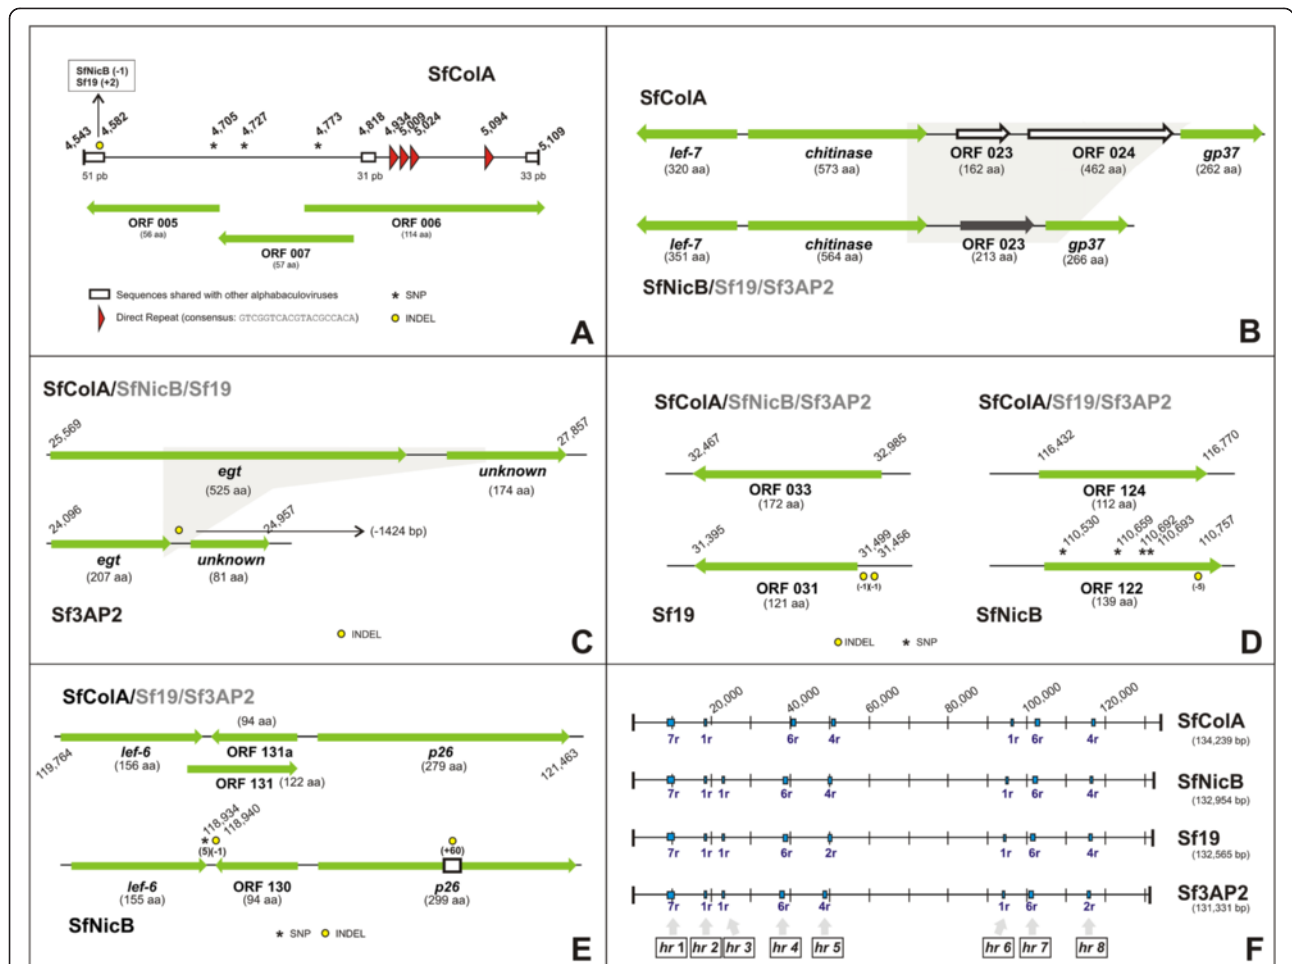 SfNicB (-1)
Sf19 (+2)
SfColA
4,543
4,582
4,705
4,727
4,773
4,818
4,934
5,009
5,024
5,094
5,109
*
*
*
51 pb
31 pb
33 pb
ORF 005
(56 aa)
ORF 006
(114 aa)
ORF 007
(57 aa)
Sequences shared with other alphabaculoviruses
* SNP
Direct Repeat (consensus: GTCGGTCACGTACGCCACA)
INDEL
A
SfColA
lef-7
(320 aa)
chitinase
(573 aa)
ORF 023
(162 aa)
ORF 024
(462 aa)
gp37
(262 aa)
lef-7
(351 aa)
chitinase
(564 aa)
ORF 023
(213 aa)
gp37
(266 aa)
SfNicB/Sf19/Sf3AP2
B
SfColA/SfNicB/Sf19
25,569
27,857
egt
(525 aa)
unknown
(174 aa)
24,096
24,957
(-1424 bp)
egt
(207 aa)
unknown
(81 aa)
Sf3AP2
INDEL
C
SfColA/SfNicB/Sf3AP2
32,467
32,985
ORF 033
(172 aa)
31,395
31,499
31,456
(-1)(-1)
ORF 031
(121 aa)
Sf19
SfColA/Sf19/Sf3AP2
116,432
116,770
ORF 124
(112 aa)
*110,530
*110,659
*110,692
*110,693
110,757
(-5)
ORF 122
(139 aa)
SfNicB
INDEL
* SNP
D
SfColA/Sf19/Sf3AP2
(94 aa)
119,764
lef-6
(156 aa)
ORF 131a
p26
(279 aa)
121,463
ORF 131 (122 aa)
118,934
118,940
*
(5)(-1)
(+60)
lef-6
(155 aa)
ORF 130
(94 aa)
p26
(299 aa)
SfNicB
* SNP
INDEL
E
20,000
40,000
60,000
80,000
100,000
120,000
SfColA
(134,239 bp)
7r 1r 6r 4r 1r 6r 4r
SfNicB
(132,954 bp)
7r 1r 1r 6r 4r 1r 6r 4r
Sf19
(132,565 bp)
7r 1r 1r 6r 2r 1r 6r 4r
Sf3AP2
(131,331 bp)
7r 1r 1r 6r 4r 1r 6r 2r
hr 1 hr 2 hr 3 hr 4 hr 5 hr 6 hr 7 hr 8
F